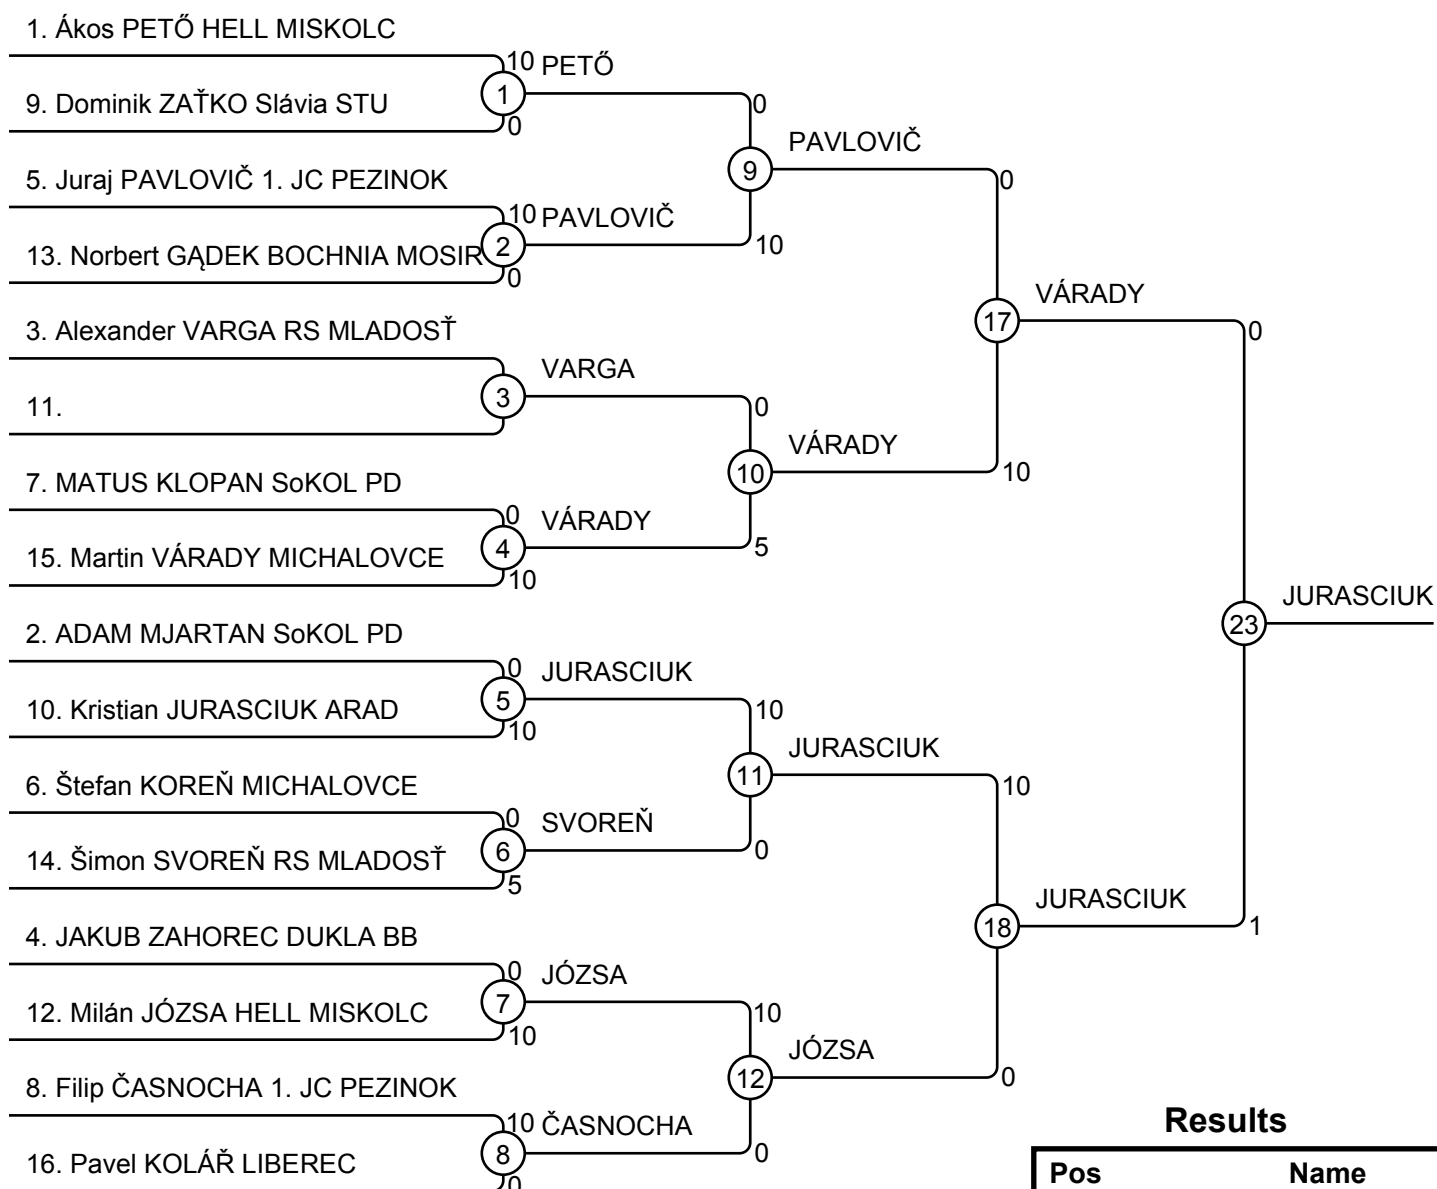 1. Ákos PETŐ HELL MISKOLC
10 PETŐ
1
0
9. Dominik ZAŤKO Slávia STU
0
PAVLOVIČ
9
0
5. Juraj PAVLOVIČ 1. JC PEZINOK
10 PAVLOVIČ
2
10
13. Norbert GĄDEK BOCHNIA MOSIR
0
VÁRADY
17
0
3. Alexander VARGA RS MLADOSŤ
VARGA
3
0
11.
VÁRADY
10
10
7. MATUS KLOPAN SoKOL PD
0 VÁRADY
4
5
15. Martin VÁRADY MICHALOVCE
10
JURASCIUK
23
2. ADAM MJARTAN SoKOL PD
0 JURASCIUK
5
10
10. Kristian JURASCIUK ARAD
10
JURASCIUK
11
10
6. Štefan KOREŇ MICHALOVCE
0 SVOREŇ
6
0
14. Šimon SVOREŇ RS MLADOSŤ
5
JURASCIUK
18
1
4. JAKUB ZAHOREC DUKLA BB
0 JÓZSA
7
10
12. Milán JÓZSA HELL MISKOLC
10
JÓZSA
12
0
8. Filip ČASNOCHA 1. JC PEZINOK
10 ČASNOCHA
8
0
16. Pavel KOLÁŘ LIBEREC
0
Results
Pos Name